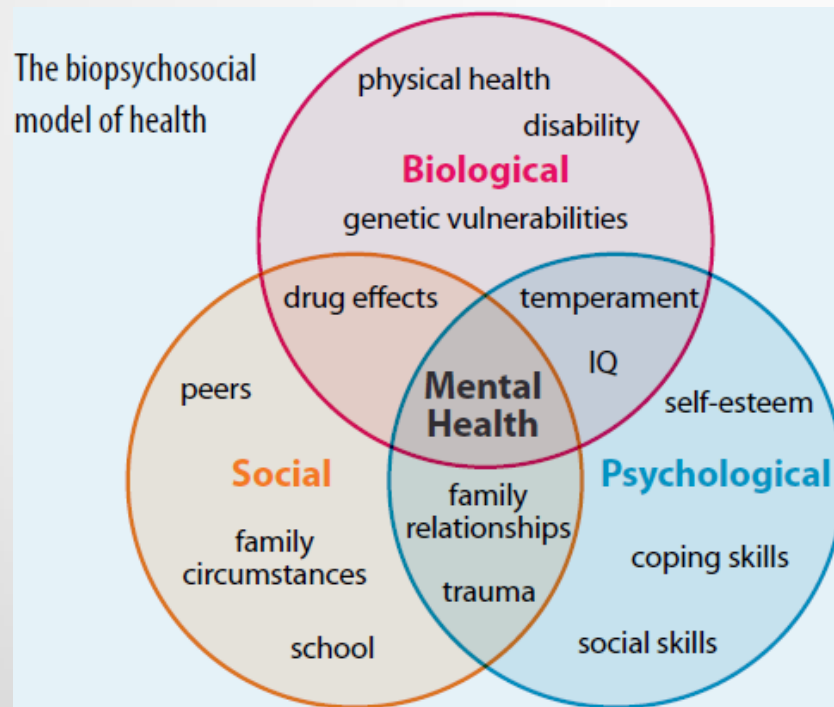 The biopsychosocial
model of health
physical health
disability
Biological
genetic vulnerabilities
drug effects
temperament
IQ
Mental
Health
peers
self-esteem
Social
Psychological
family
relationships
family
circumstances
coping skills
trauma
school
social skills